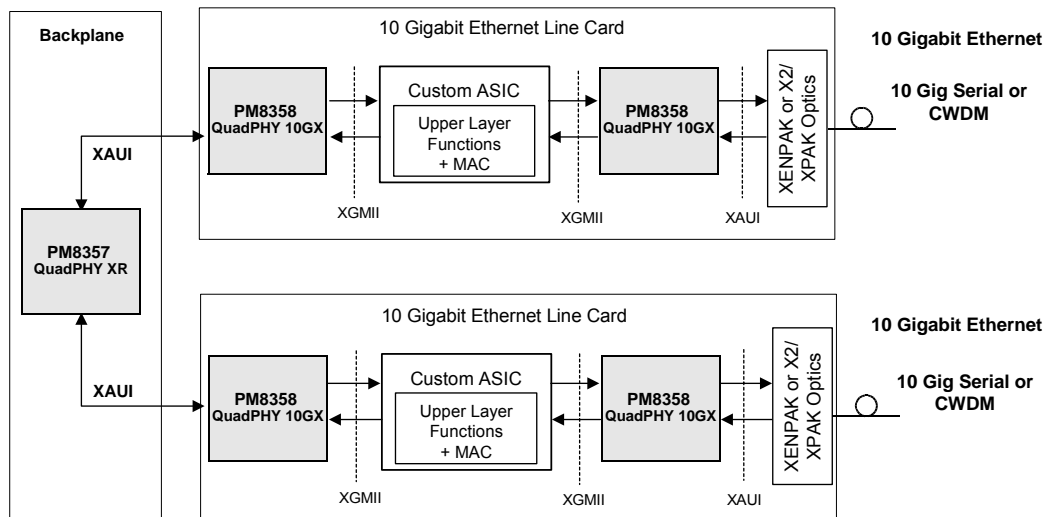 Backplane
10 Gigabit Ethernet Line Card
10 Gigabit Ethernet
PM8358
QuadPHY 10GX
Custom ASIC
Upper Layer
Functions
+ MAC
PM8358
QuadPHY 10GX
XENPAK or X2/
XPAK Optics
10 Gig Serial or
CWDM
XAUI
XGMII
XGMII
XAUI
PM8357
QuadPHY XR
10 Gigabit Ethernet Line Card
10 Gigabit Ethernet
PM8358
QuadPHY 10GX
Custom ASIC
Upper Layer
Functions
+ MAC
PM8358
QuadPHY 10GX
XENPAK or X2/
XPAK Optics
10 Gig Serial or
CWDM
XAUI
XGMII
XGMII
XAUI